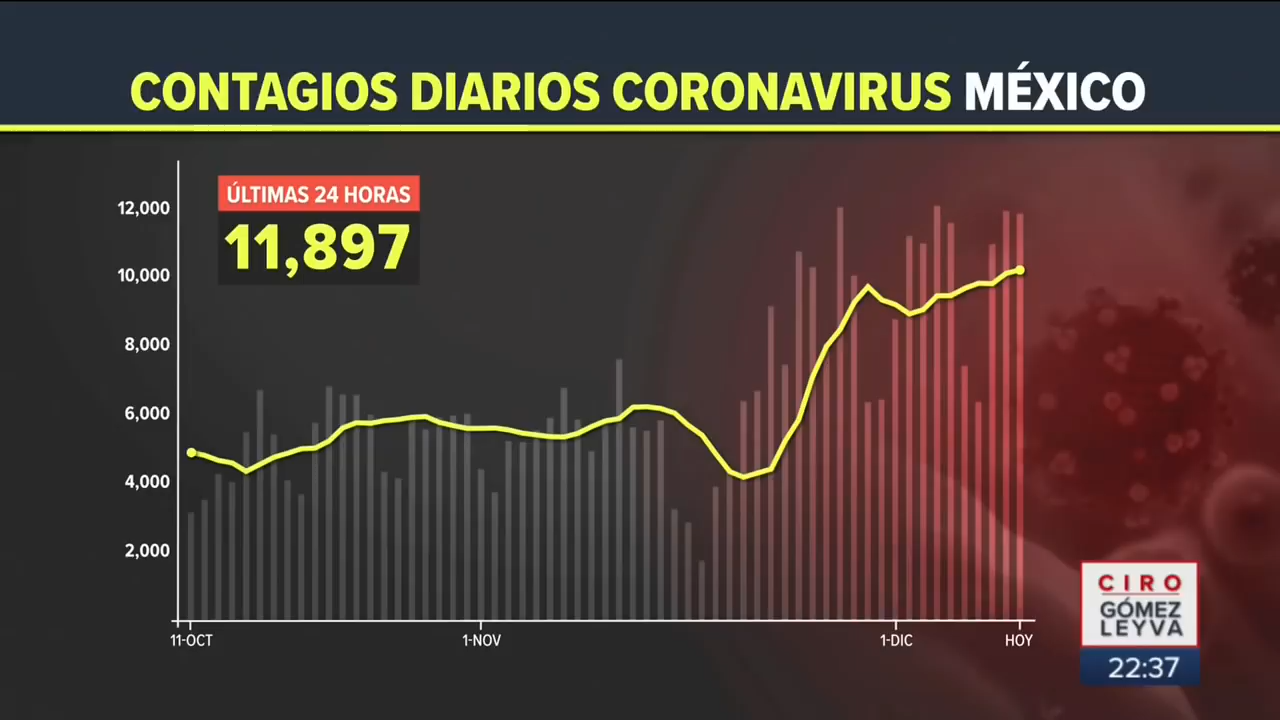 CONTAGIOS DIARIOS CORONAVIRUS MÉXICO
ÚLTIMAS 24 HORAS
11,897
12,000
10,000
8,000
6,000
4,000
2,000
11-OCT
1-NOV
1-DIC
HOY
CIRO
GÓMEZ
LEYVA
22:37